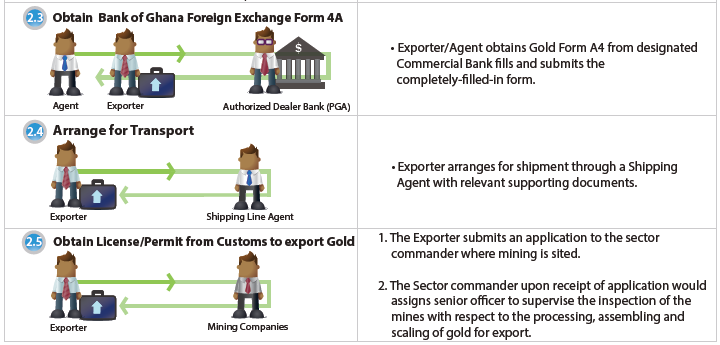 2.3 Obtain Bank of Ghana Foreign Exchange Form 4A
$
Agent
Exporter
Authorized Dealer Bank (PGA)
• Exporter/Agent obtains Gold Form A4 from designated
Commercial Bank fills and submits the
completely-filled-in form.
2.4 Arrange for Transport
Exporter
Shipping Line Agent
• Exporter arranges for shipment through a Shipping
Agent with relevant supporting documents.
2.5 Obtain License/Permit from Customs to export Gold
Exporter
Mining Companies
1. The Exporter submits an application to the sector
commander where mining is sited.
2. The Sector commander upon receipt of application would
assigns senior officer to supervise the inspection of the
mines with respect to the processing, assembling and
scaling of gold for export.